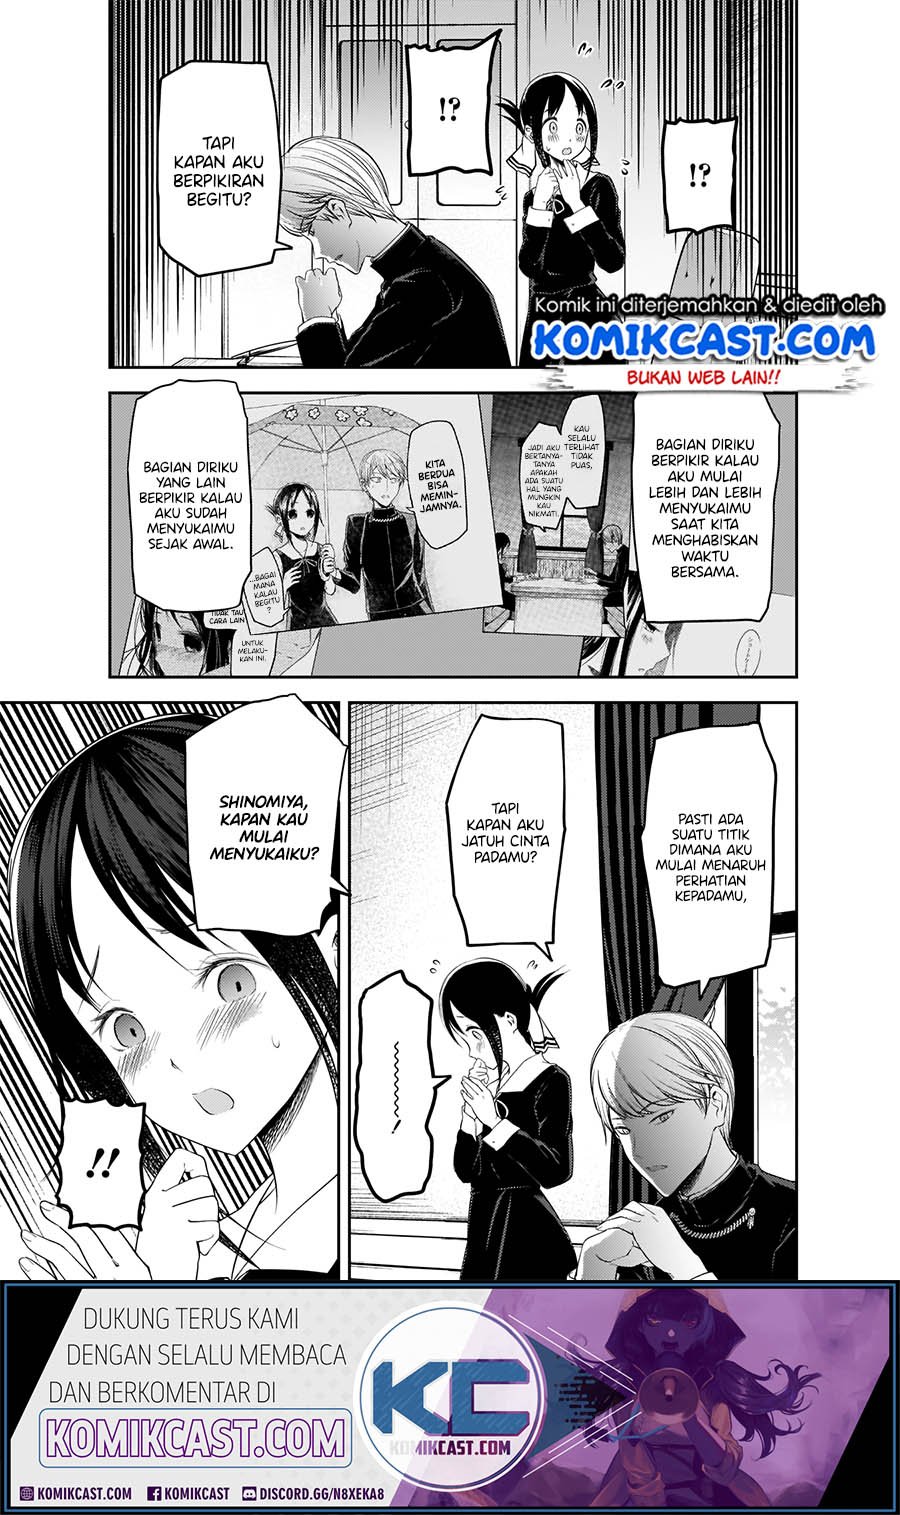 !?
!?
TAPI
KAPAN AKU
BERPIKIRAN
BEGITU?
Komik ini diterjemahkan & diedit oleh
KOMIKCAST.COM
BUKAN WEB LAIN!!
BAGIAN DIRIKU
BERPIKIR KALAU
AKU MULAI
LEBIH DAN LEBIH
MENYUKAIMU
SAAT KITA
MENGHABISKAN
WAKTU
BERSAMA.
KAU
SELALU
TERLIHAT
TIDAK
PUAS,
JADI AKU
BERTANYA-
TANYA
APAKAH
ADA SUATU
HAL YANG
MUNGKIN
KAU
NIKMATI.
KITA
BERDUA
BISA
MEMIN-
JAMNYA.
...BAGAI
MANA
KALAU
BEGITU
?
BAGIAN DIRIKU
YANG LAIN
BERPIKIR KALAU
AKU SUDAH
MENYUKAIMU
SEJAK AWAL.
TIDAK TAU
CARA LAIN
UNTUK
MELAKU-
KAN INI.
PASTI ADA
SUATU TITIK
DIMANA AKU
MULAI MENARUH
PERHATIAN
KEPADAMU,
TAPI
KAPAN AKU
JATUH CINTA
PADAMU?
SHINOMIYA,
KAPAN KAU
MULAI
MENYUKAIKU?
!!
DUKUNG TERUS KAMI
DENGAN SELALU MEMBACA
DAN BERKOMENTAR DI
KOMIKCAST.COM
KC
KOMIKCAST.COM
KOMIKCAST.COM KOMIKCAST DISCORD.GG/N8XEKA8